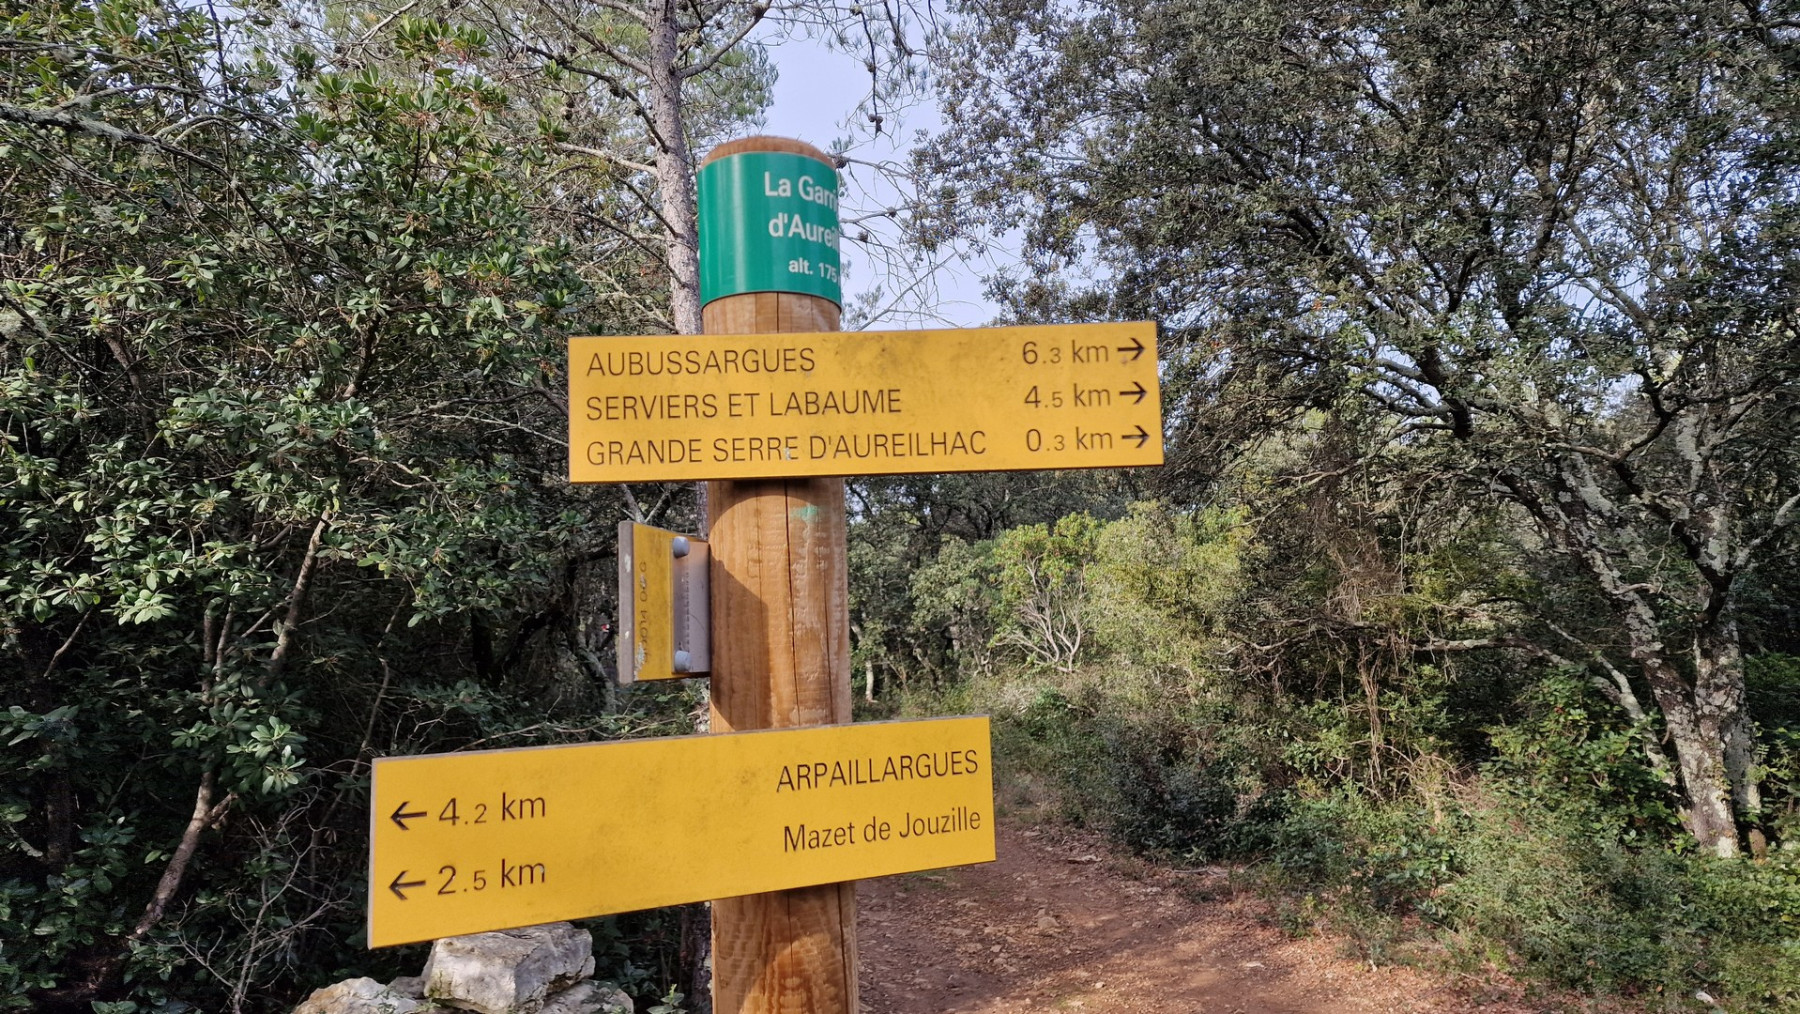 La
d'Aureil
alt. 175
AUBUSSARGUES 6.3 km →
SERVIERS ET LABAUME 4.5 km →
GRANDE SERRE D'AUREILHAC 0.3 km →
← 4.2 km ARPAILLARGUES
← 2.5 km Mazet de Jouzille